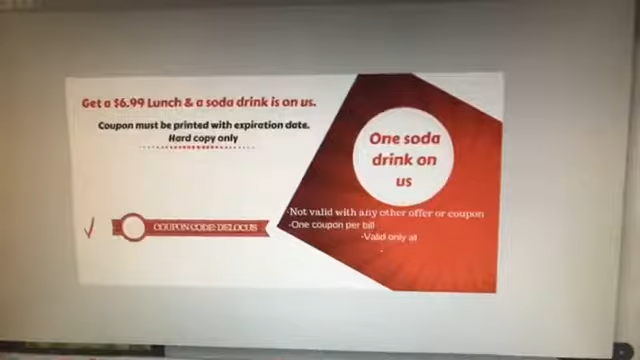 Get a $6.99 Lunch & a soda drink is on us.
Coupon must be printed with expiration date.
Hard copy only
COUPON CODE: DELOCUS
One soda
drink on
us
-Not valid with any other offer or coupon
-One coupon per bill
-Valid only at
-